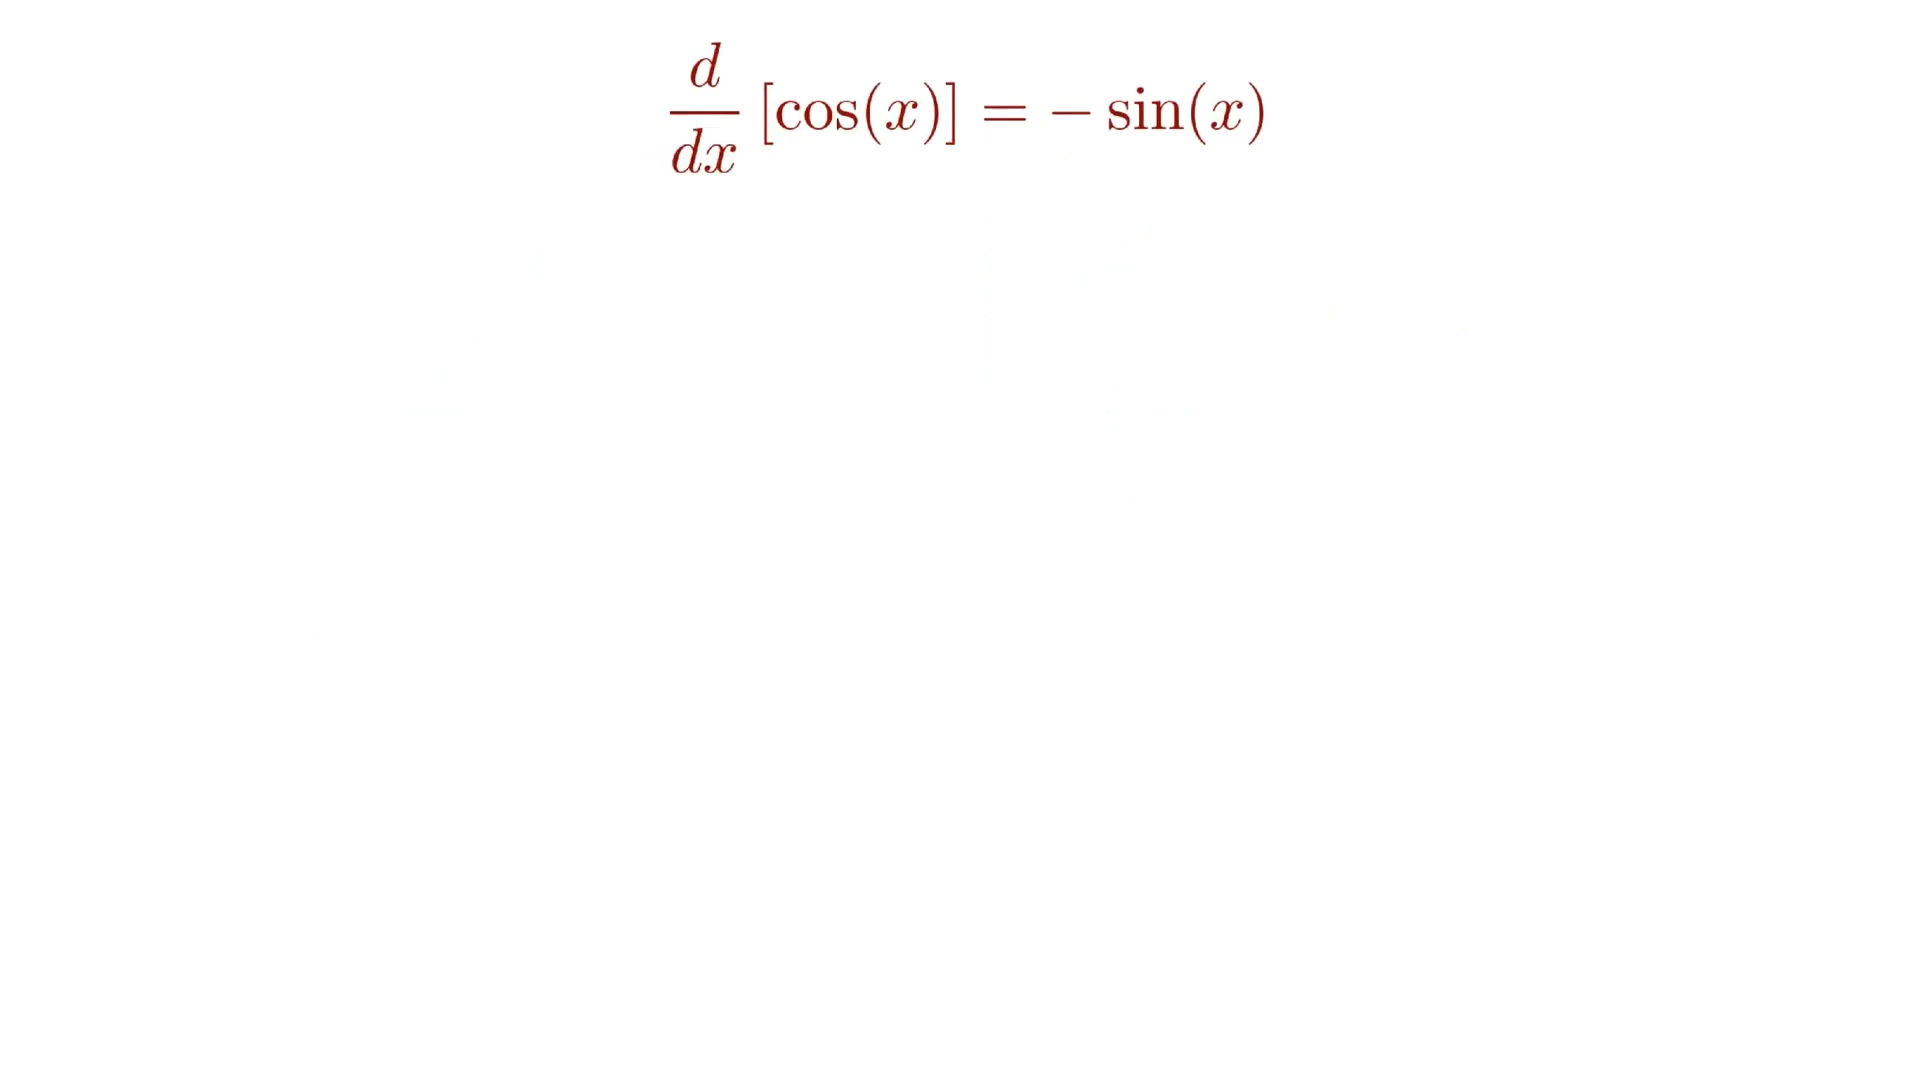 d/dx [cos(x)] = − sin(x)